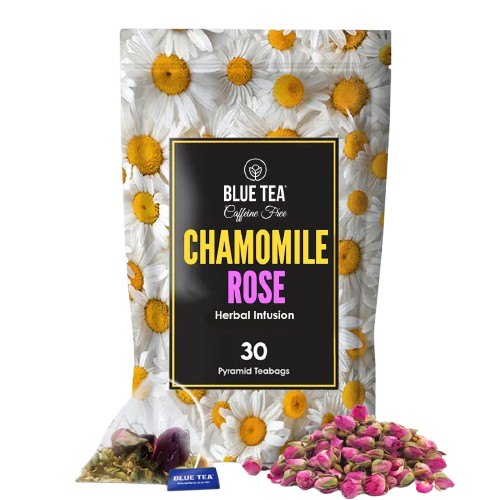 BLUE TEA®
Caffeine Free
CHAMOMILE
ROSE
Herbal Infusion
30
Pyramid Teabags
BLUE TEA